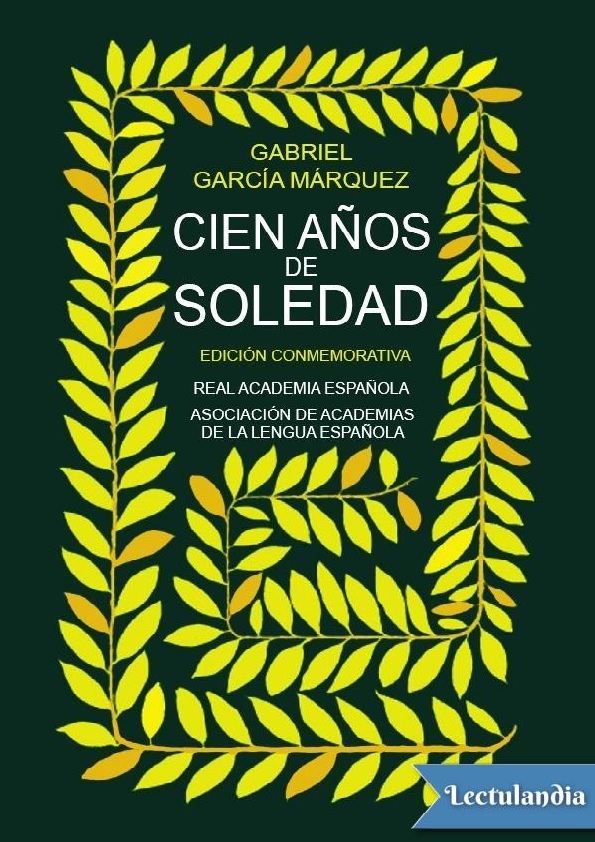 GABRIEL
GARCÍA MÁRQUEZ
CIEN AÑOS
DE
SOLEDAD
EDICIÓN CONMEMORATIVA
REAL ACADEMIA ESPAÑOLA
ASOCIACIÓN DE ACADEMIAS
DE LA LENGUA ESPAÑOLA
Lectulandia